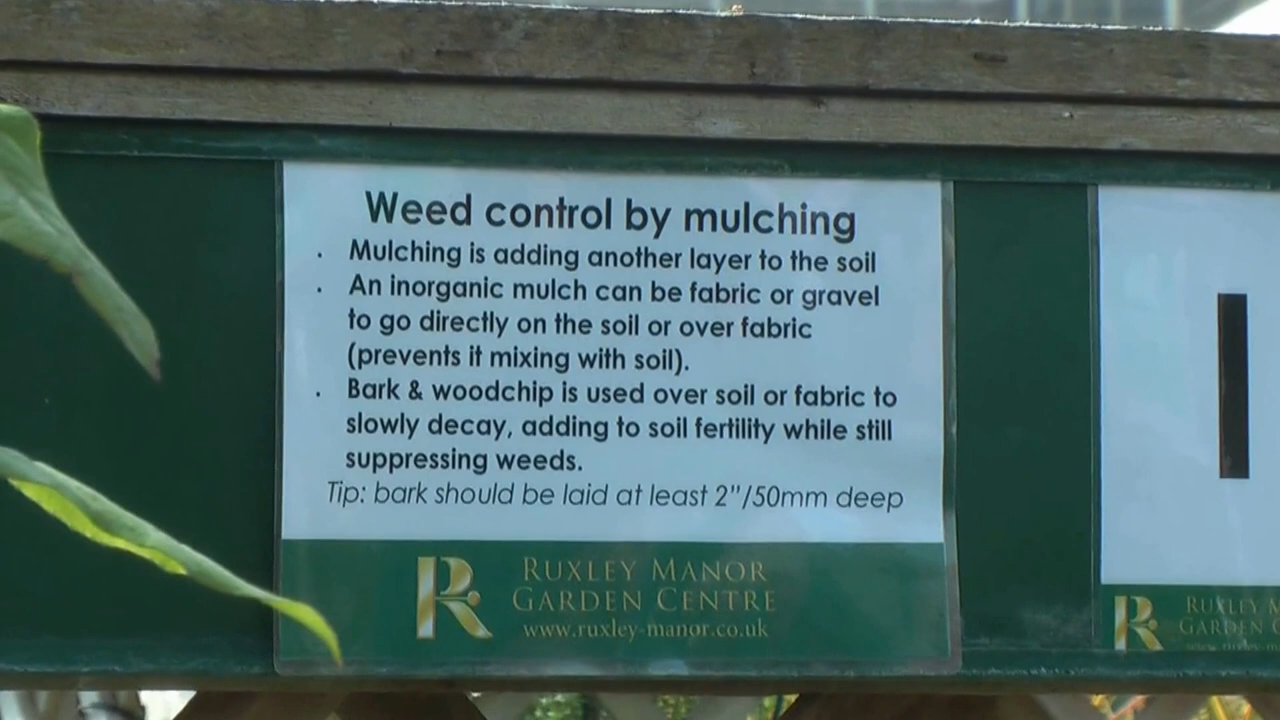 Weed control by mulching
. Mulching is adding another layer to the soil
. An inorganic mulch can be fabric or gravel
to go directly on the soil or over fabric
(prevents it mixing with soil).
. Bark & woodchip is used over soil or fabric to
slowly decay, adding to soil fertility while still
suppressing weeds.
Tip: bark should be laid at least 2"/50mm deep
R
RUXLEY MANOR
GARDEN CENTRE
www.ruxley-manor.co.uk
R
RUXLEY M
GARDEN C